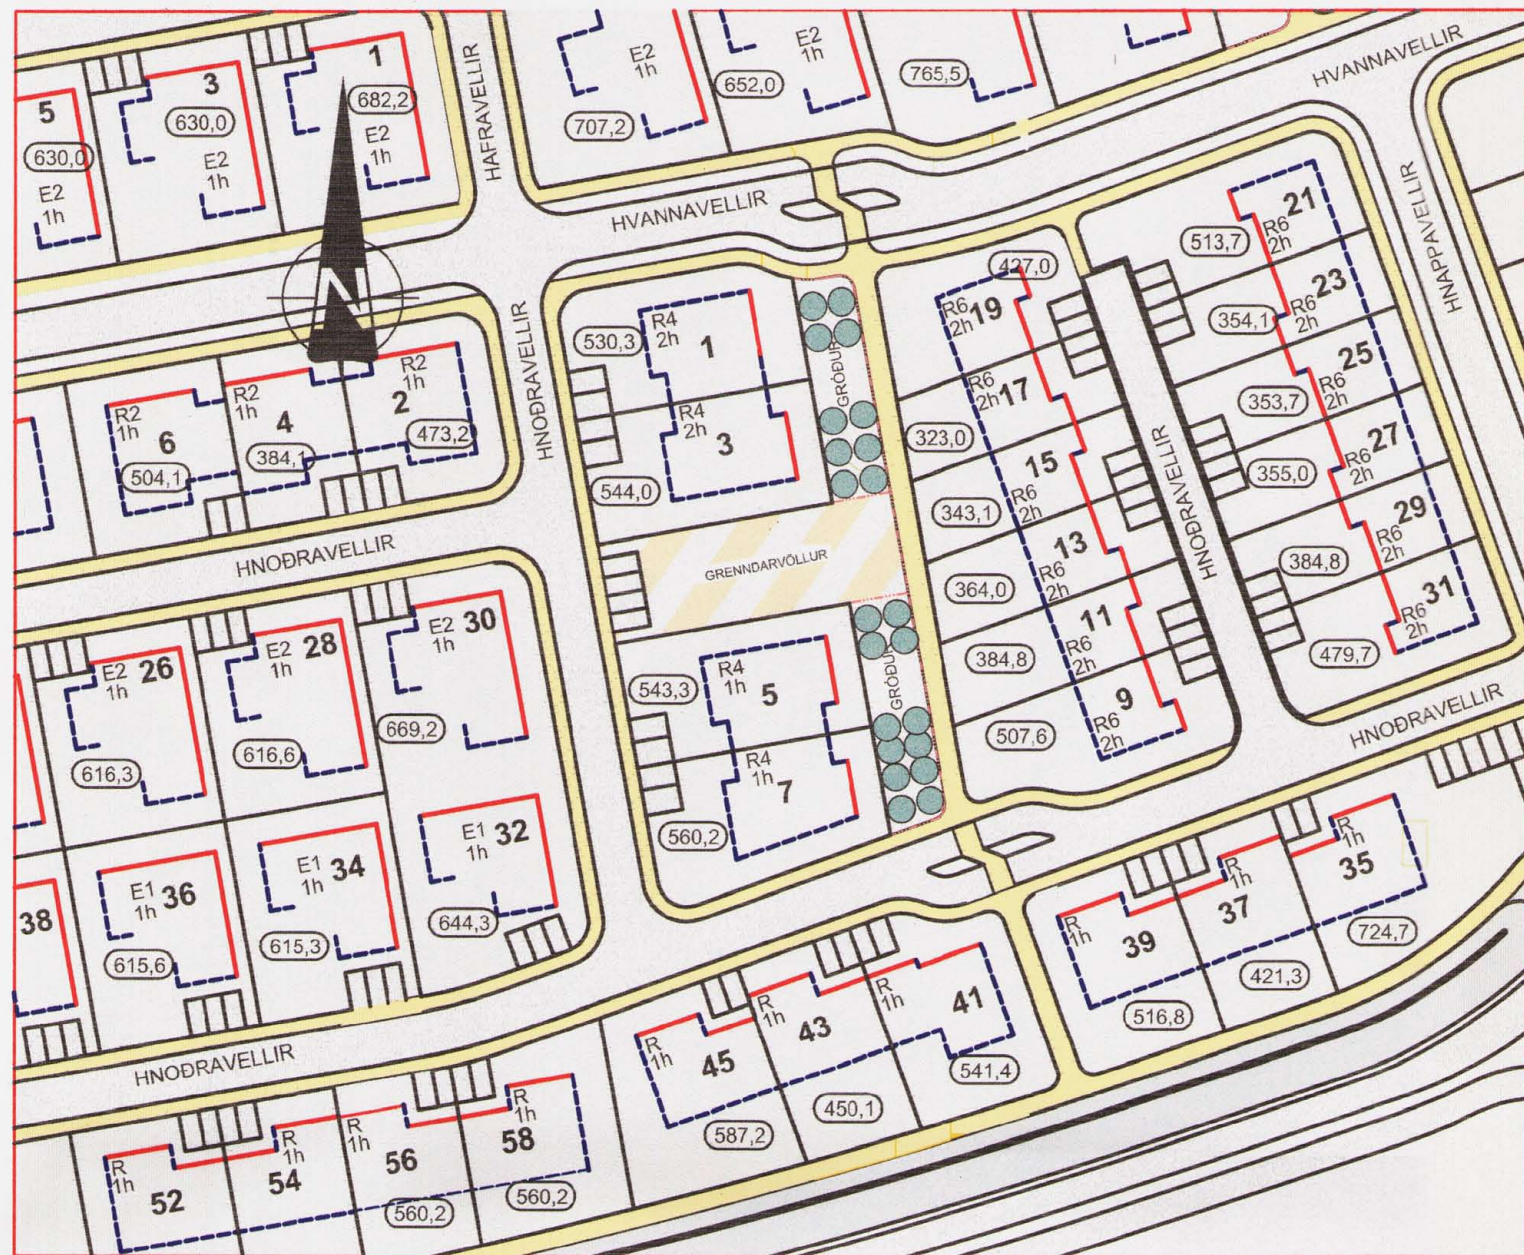 5
630,0
E2
1h
3
630,0
E2
1h
1
682,2
E2
1h
HAFRAVELLIR
E2
1h
707,2
E2
1h
652,0
765,5
HVANNAVELLIR
HVANNAVELLIR
HNAPPAVELLIR
N
R2
1h
6
504,1
R2
1h
4
384,1
R2
1h
2
473,2
HNOÐRAVELLIR
HNOÐRAVELLIR
530,3
R4
2h
1
R4
2h
3
544,0
GRÓÐUR
GRENNDARVÖLLUR
543,3
R4
1h
5
R4
1h
7
560,2
GRÓÐUR
427,0
R6
2h
19
R6
2h
17
323,0
15
R6
2h
343,1
13
R6
2h
364,0
11
R6
2h
384,8
9
R6
2h
507,6
HNOÐRAVELLIR
513,7
R6
2h
21
354,1
R6
2h
23
353,7
R6
2h
25
355,0
R6
2h
27
384,8
R6
2h
29
479,7
R6
2h
31
HNOÐRAVELLIR
E2
1h
26
616,3
E2
1h
28
616,6
E2
1h
30
669,2
38
E1
1h
36
615,6
E1
1h
34
615,3
E1
1h
32
644,3
HNOÐRAVELLIR
R
1h
52
R
1h
54
R
1h
56
560,2
R
1h
58
560,2
R
1h
45
587,2
R
1h
43
450,1
R
1h
41
541,4
R
1h
39
516,8
R
1h
37
421,3
R
1h
35
724,7